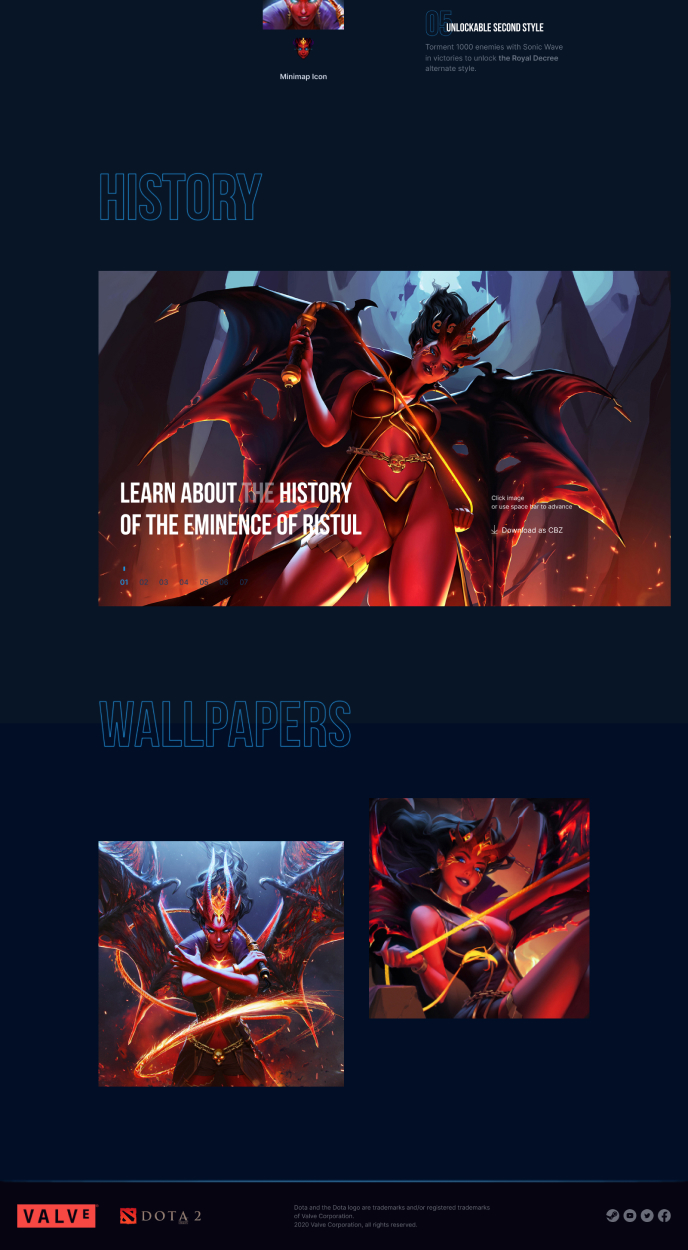 05
UNLOCKABLE SECOND STYLE
Torment 1000 enemies with Sonic Wave
in victories to unlock the Royal Decree
alternate style.
Minimap Icon
HISTORY
LEARN ABOUT THE HISTORY
OF THE EMINENCE OF RISTUL
Click image
or use space bar to advance
Download as CBZ
01 02 03 04 05 06 07
WALLPAPERS
VALVE
DOTA 2
Dota and the Dota logo are trademarks and/or registered trademarks
of Valve Corporation.
2020 Valve Corporation, all rights reserved.